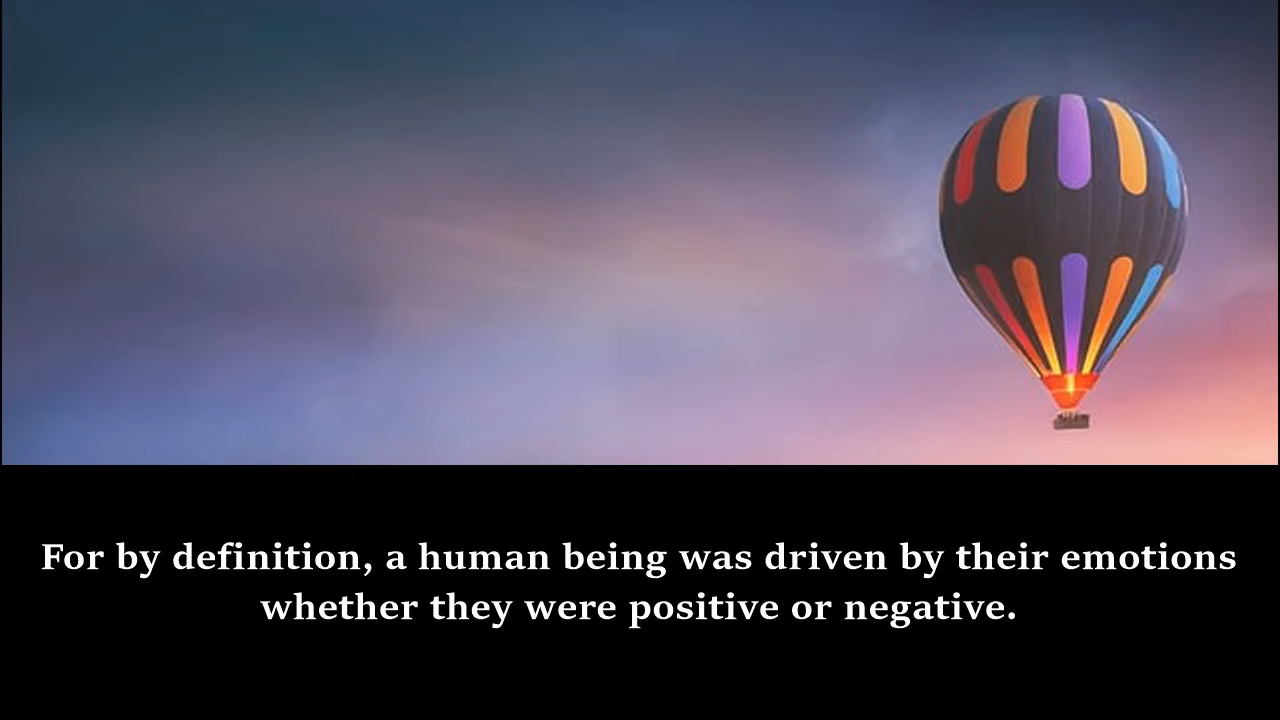 For by definition, a human being was driven by their emotions
whether they were positive or negative.